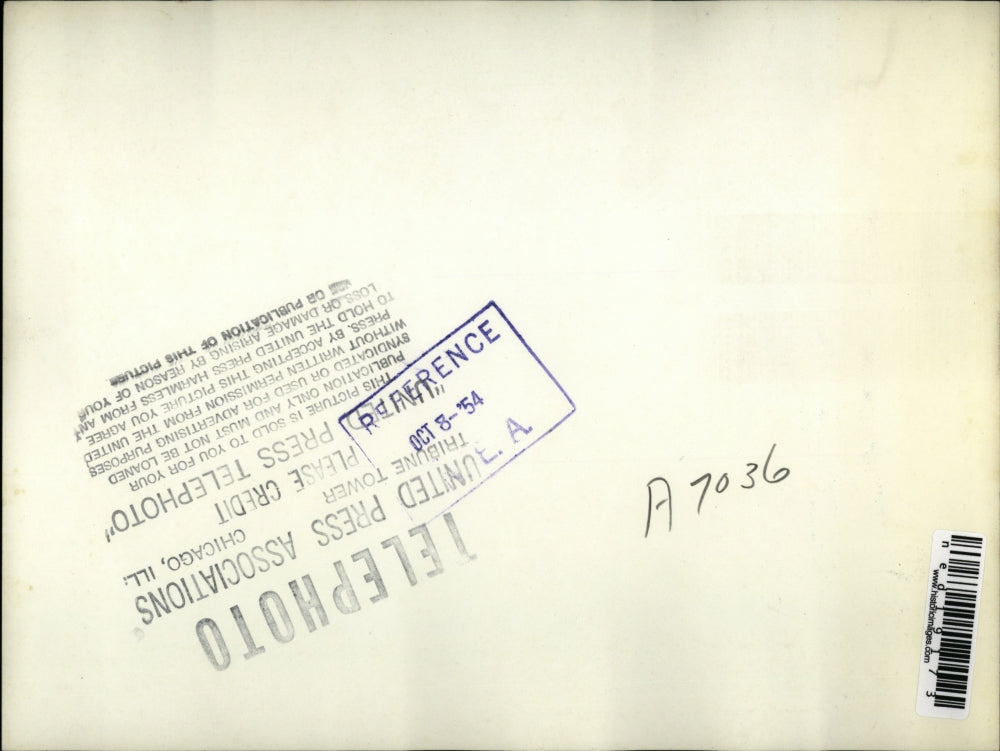 TELEPHOTO
UNITED PRESS ASSOCIATIONS
TRIBUNE TOWER CHICAGO, ILL.
PLEASE CREDIT
"UNITED PRESS TELEPHOTO"
THIS PICTURE IS SOLD TO YOU FOR YOUR
PUBLICATION ONLY AND MUST NOT BE LOANED
SYNDICATED OR USED FOR ADVERTISING PURPOSES
WITHOUT WRITTEN PERMISSION FROM THE UNITED
PRESS. BY ACCEPTING THIS PICTURE YOU AGREE
TO HOLD THE UNITED PRESS HARMLESS FROM ANY
LOSS OR DAMAGE ARISING BY REASON OF YOUR
USE OR PUBLICATION OF THIS PICTURE
REFERENCE
OCT 8-'54
E. A.
A7036
ned19173
www.historicimages.com